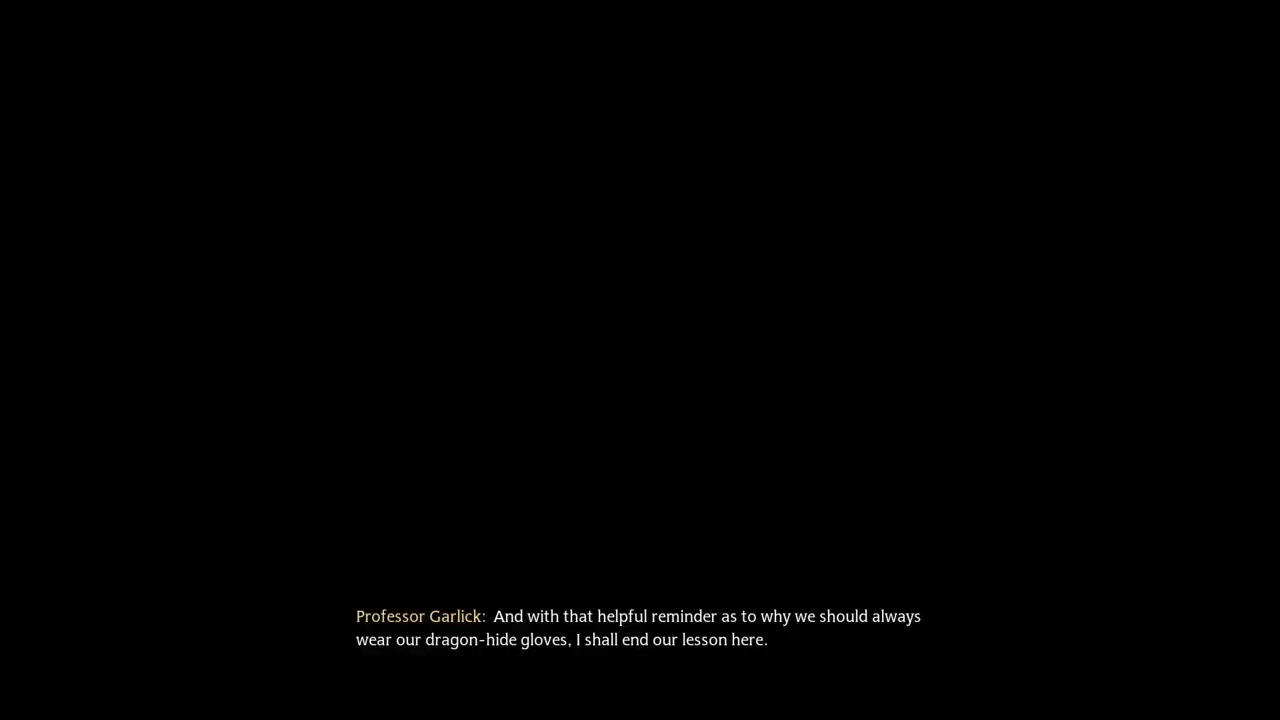 Professor Garlick: And with that helpful reminder as to why we should always
wear our dragon-hide gloves, I shall end our lesson here.